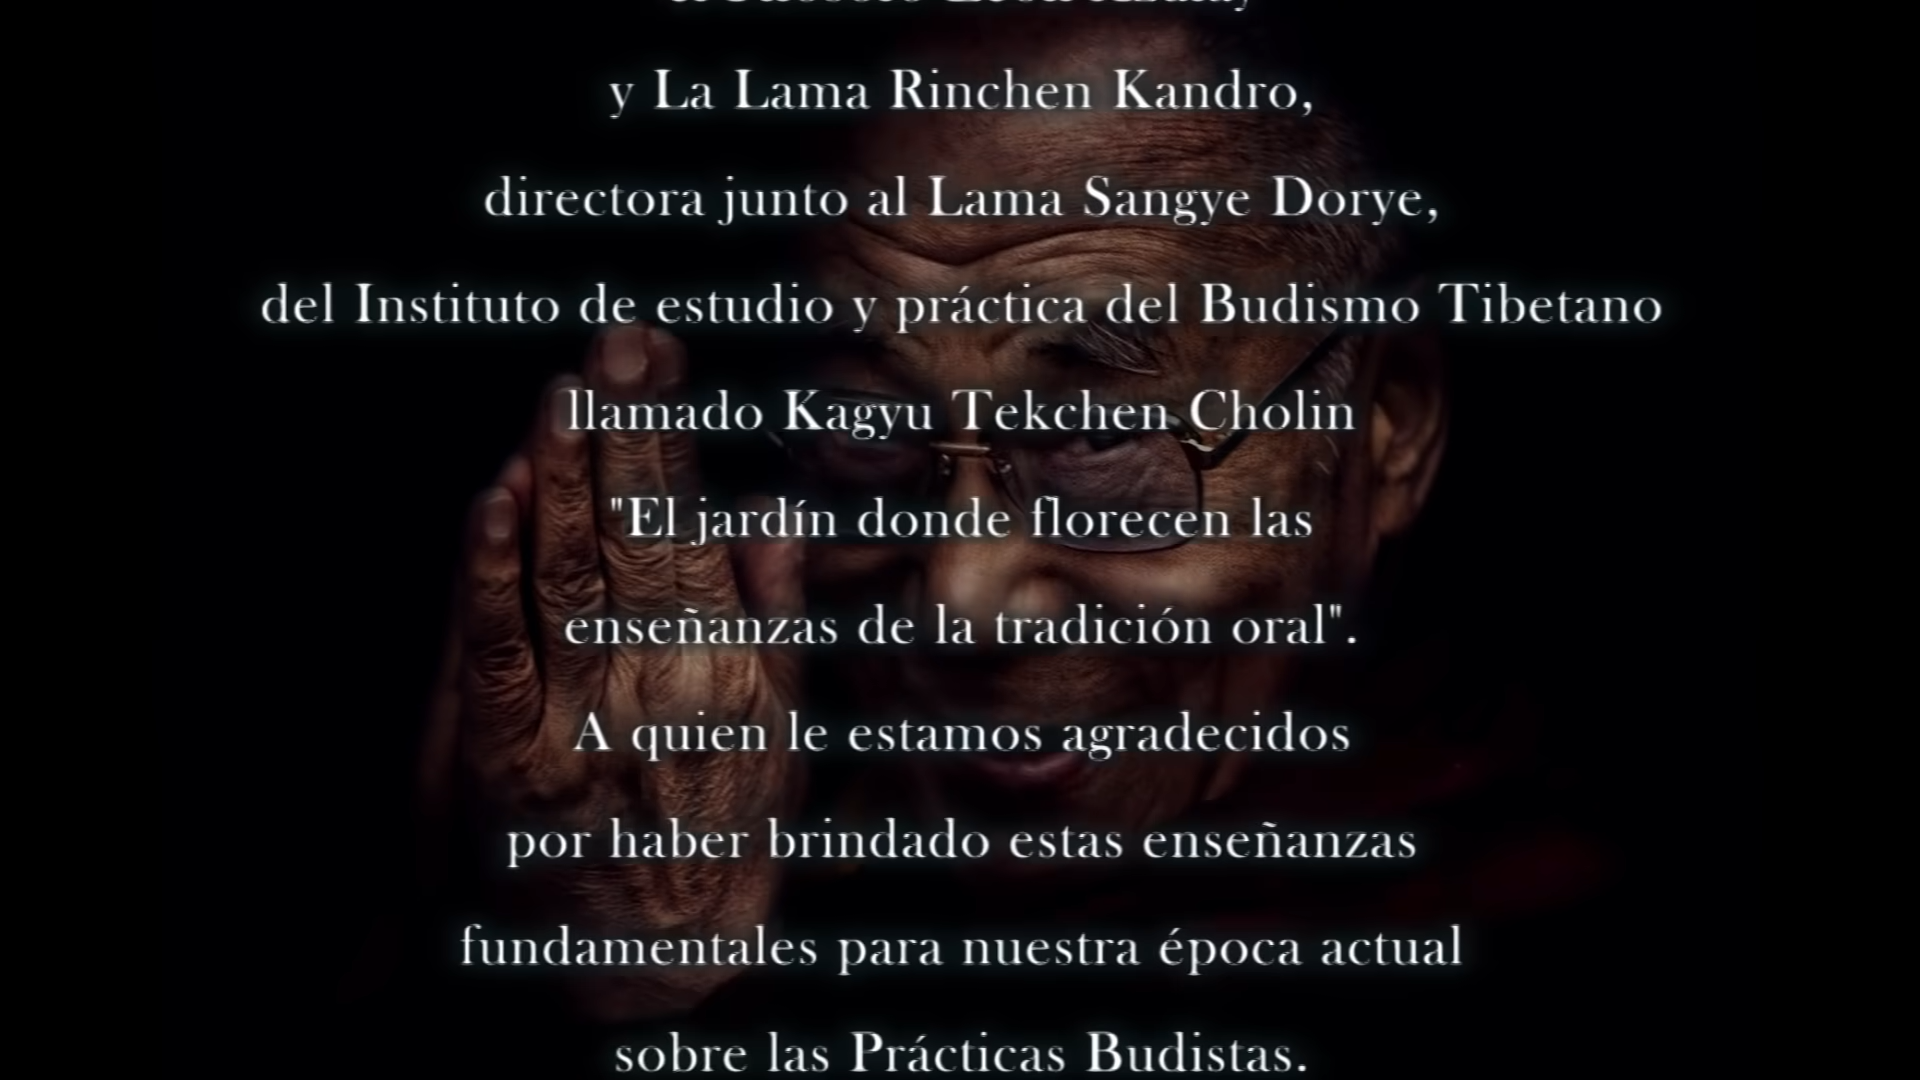 y La Lama Rinchen Kandro,
directora junto al Lama Sangye Dorye,
del Instituto de estudio y práctica del Budismo Tibetano
llamado Kagyu Tekchen Cholin
"El jardín donde florecen las
enseñanzas de la tradición oral".
A quien le estamos agradecidos
por haber brindado estas enseñanzas
fundamentales para nuestra época actual
sobre las Prácticas Budistas.